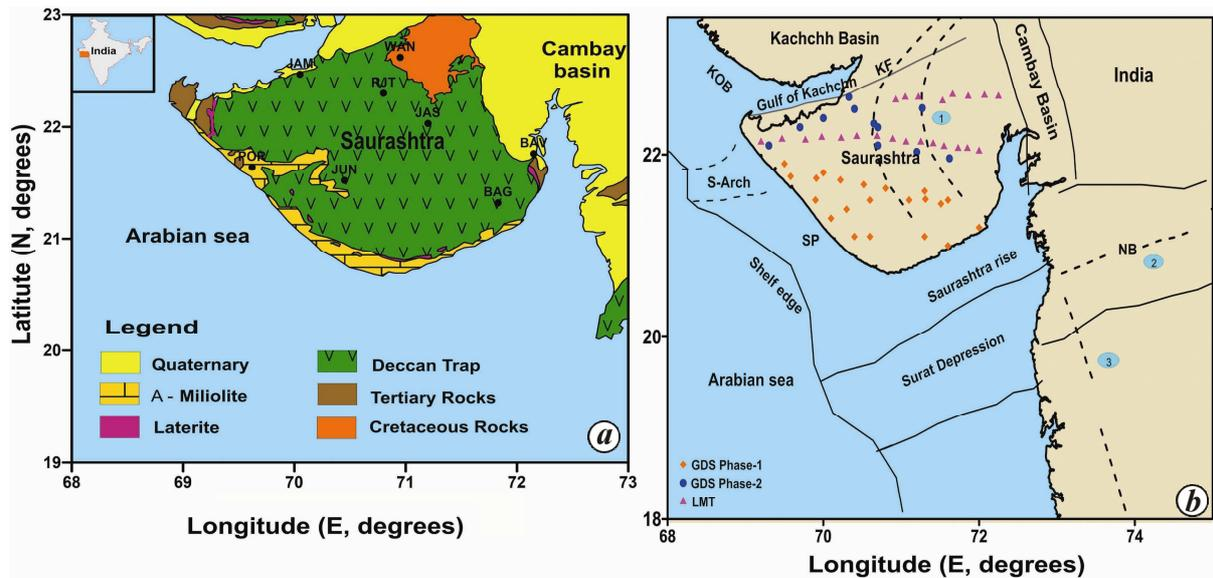 23
22
21
20
19
68
69
70
71
72
73
Latitute (N, degrees)
Longitude (E, degrees)
India
Cambay
basin
WAN
JAM
RJT
JAS
Saurashtra
BAV
POR
JUN
BAG
Arabian sea
Legend
Quaternary
Deccan Trap
A - Miliolite
Tertiary Rocks
Laterite
Cretaceous Rocks
a
Kachchh Basin
KOB
Gulf of Kachchn
KF
Cambay Basin
India
1
22
Saurashtra
S-Arch
SP
NB
2
Shelf edge
Saurashtra rise
20
Surat Depression
3
Arabian sea
GDS Phase-1
GDS Phase-2
LMT
b
18
68
70
72
74
Longitude (E, degrees)